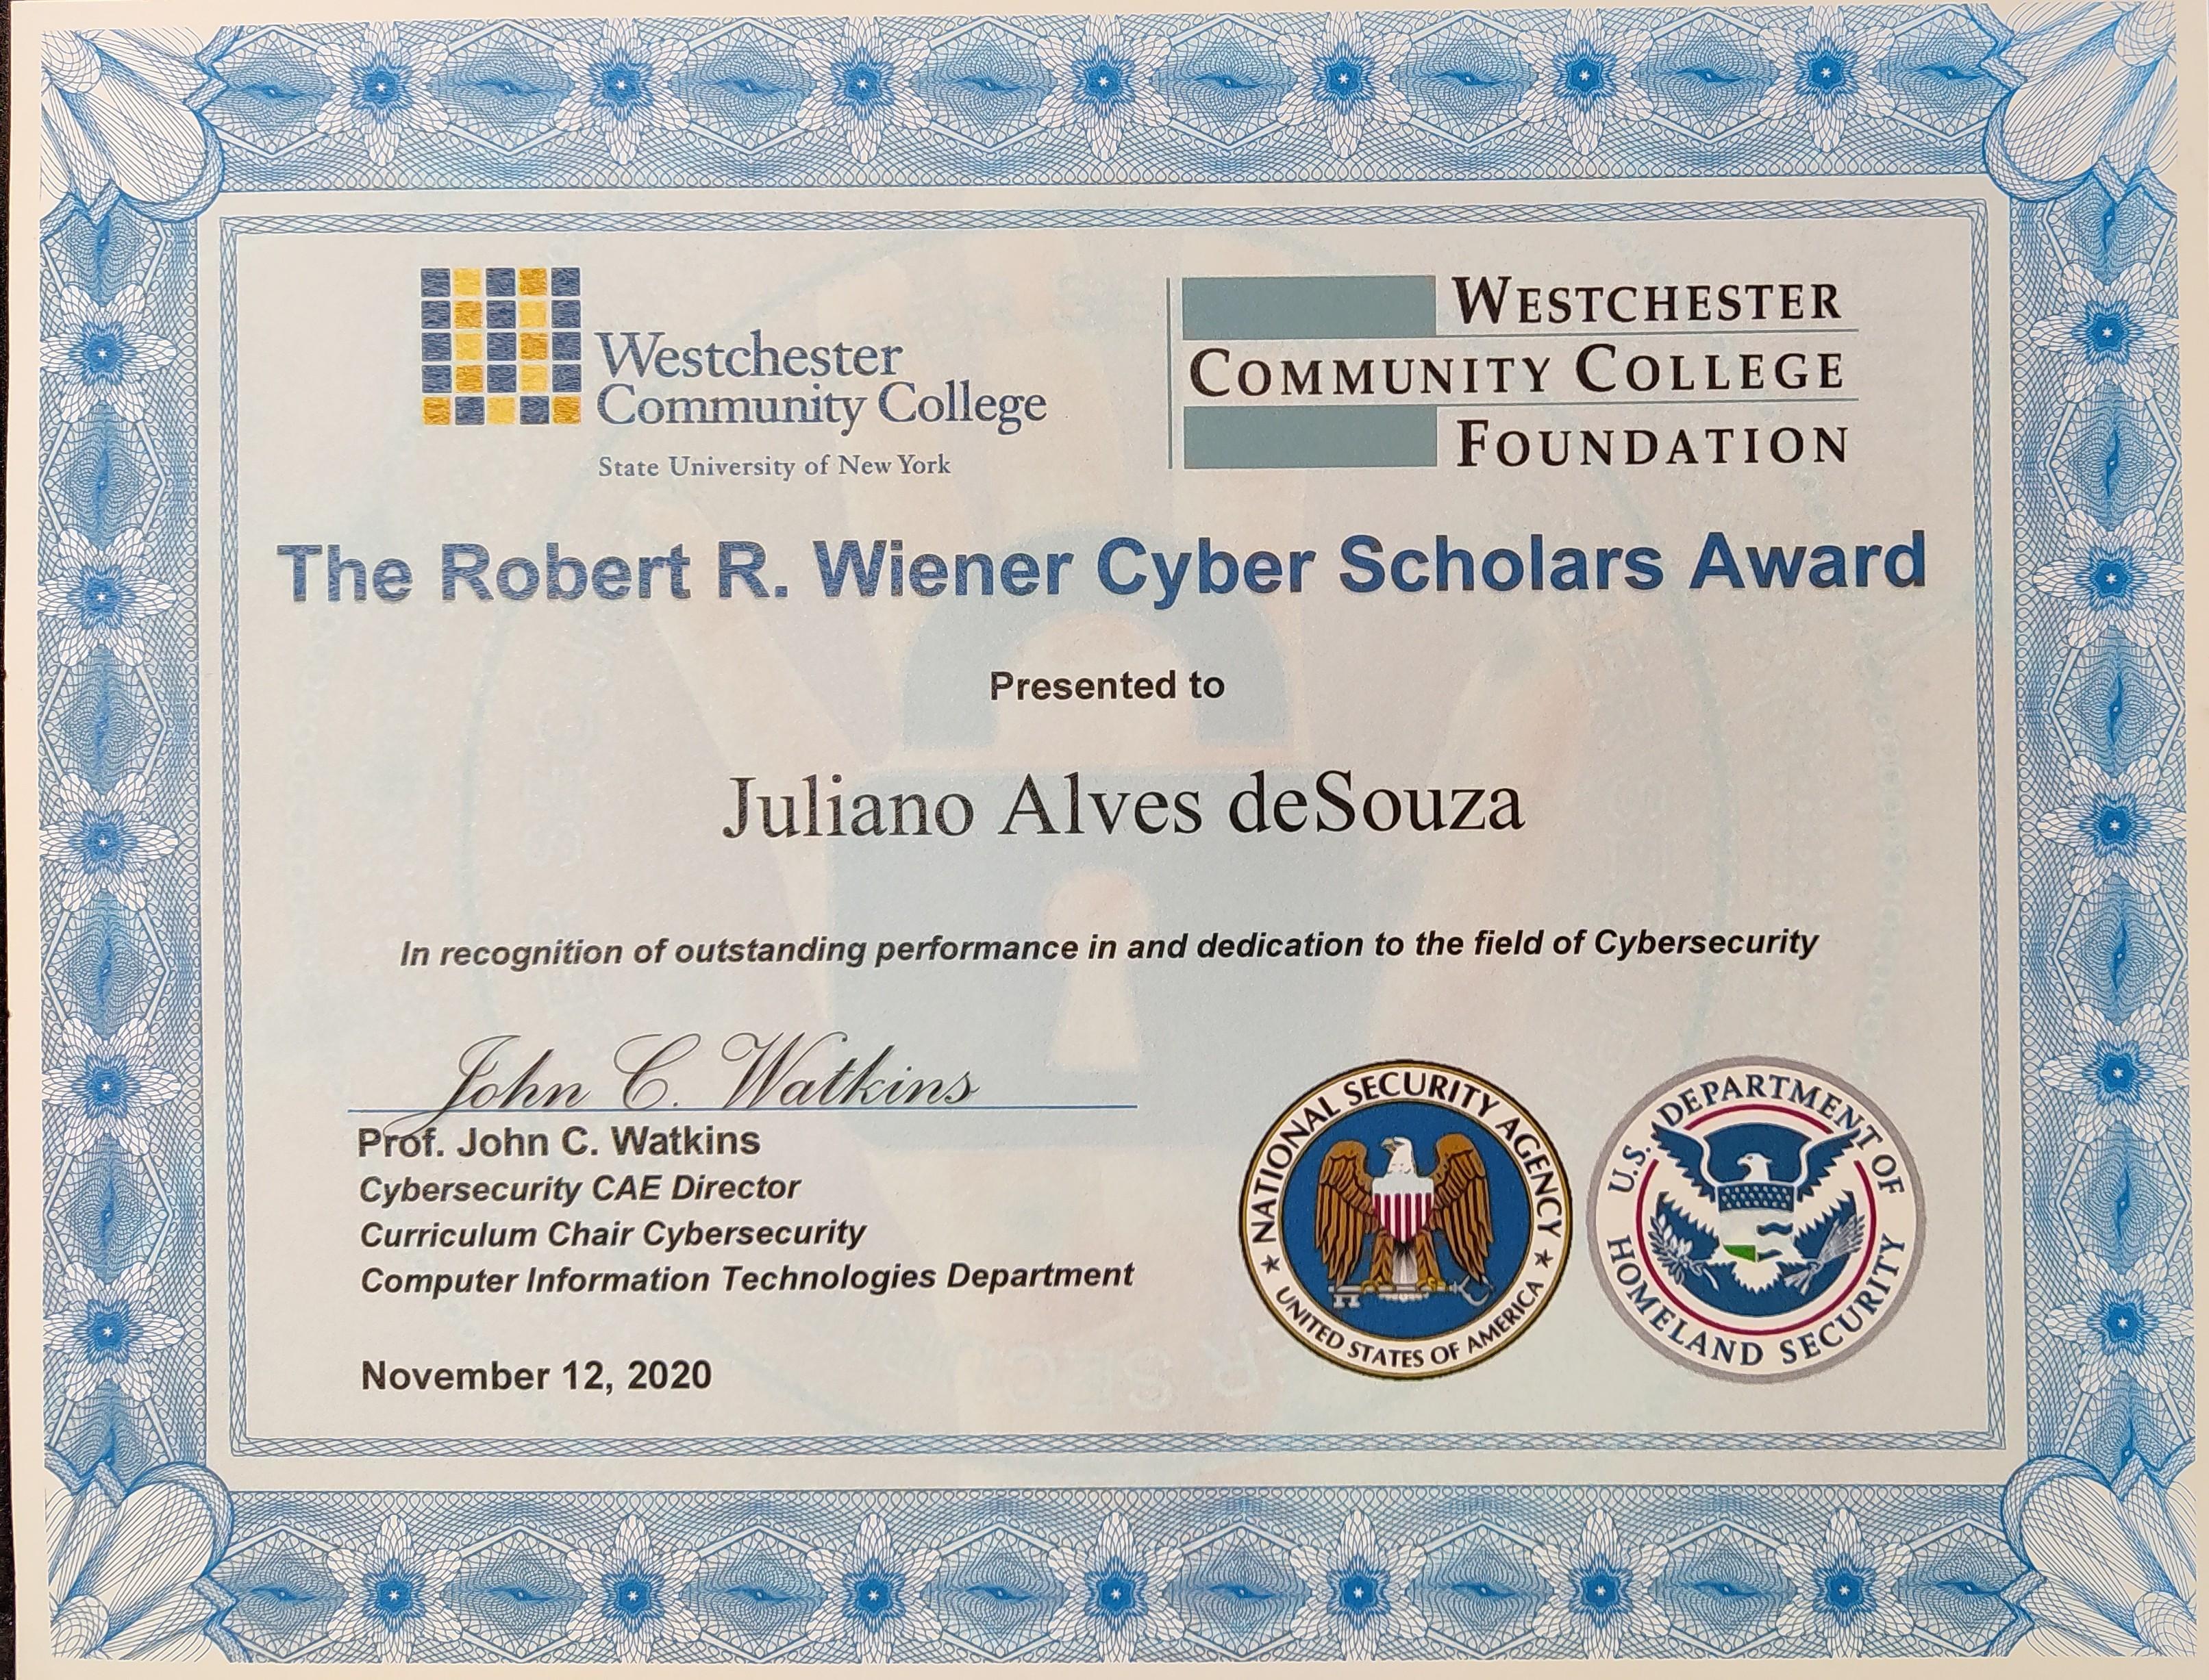 Westchester
Community College
State University of New York
WESTCHESTER
COMMUNITY COLLEGE
FOUNDATION
The Robert R. Wiener Cyber Scholars Award
Presented to
Juliano Alves deSouza
In recognition of outstanding performance in and dedication to the field of Cybersecurity
John C. Watkins
Prof. John C. Watkins
Cybersecurity CAE Director
Curriculum Chair Cybersecurity
Computer Information Technologies Department
November 12, 2020
NATIONAL SECURITY AGENCY
UNITED STATES OF AMERICA
U.S. DEPARTMENT OF
HOMELAND SECURITY